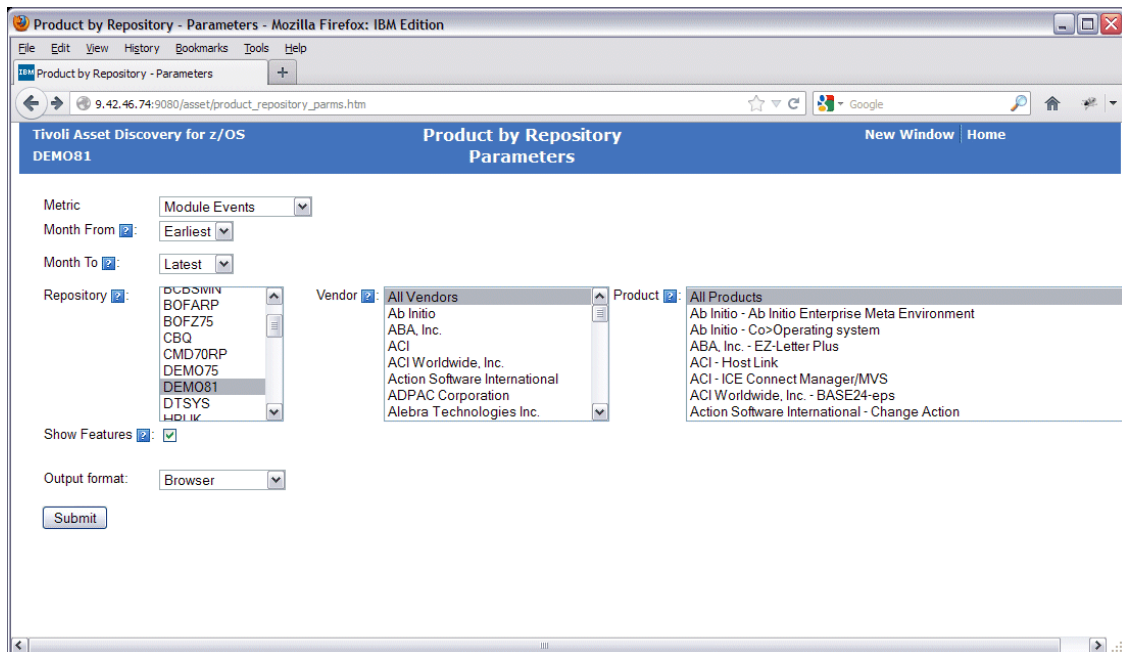 Product by Repository - Parameters - Mozilla Firefox: IBM Edition
File Edit View History Bookmarks Tools Help
IBM Product by Repository - Parameters +
9.42.46.74:9080/asset/product_repository_parms.htm Google
Tivoli Asset Discovery for z/OS
DEMO81
Product by Repository
Parameters
New Window Home
Metric Module Events
Month From ?: Earliest
Month To ?: Latest
Repository ?:
BCBSMN
BOFARP
BOFZ75
CBQ
CMD70RP
DEMO75
DEMO81
DTSYS
Vendor ?:
All Vendors
Ab Initio
ABA, Inc.
ACI
ACI Worldwide, Inc.
Action Software International
ADPAC Corporation
Alebra Technologies Inc.
Product ?:
All Products
Ab Initio - Ab Initio Enterprise Meta Environment
Ab Initio - Co>Operating system
ABA, Inc. - EZ-Letter Plus
ACI - Host Link
ACI - ICE Connect Manager/MVS
ACI Worldwide, Inc. - BASE24-eps
Action Software International - Change Action
Show Features ?:
Output format: Browser
Submit